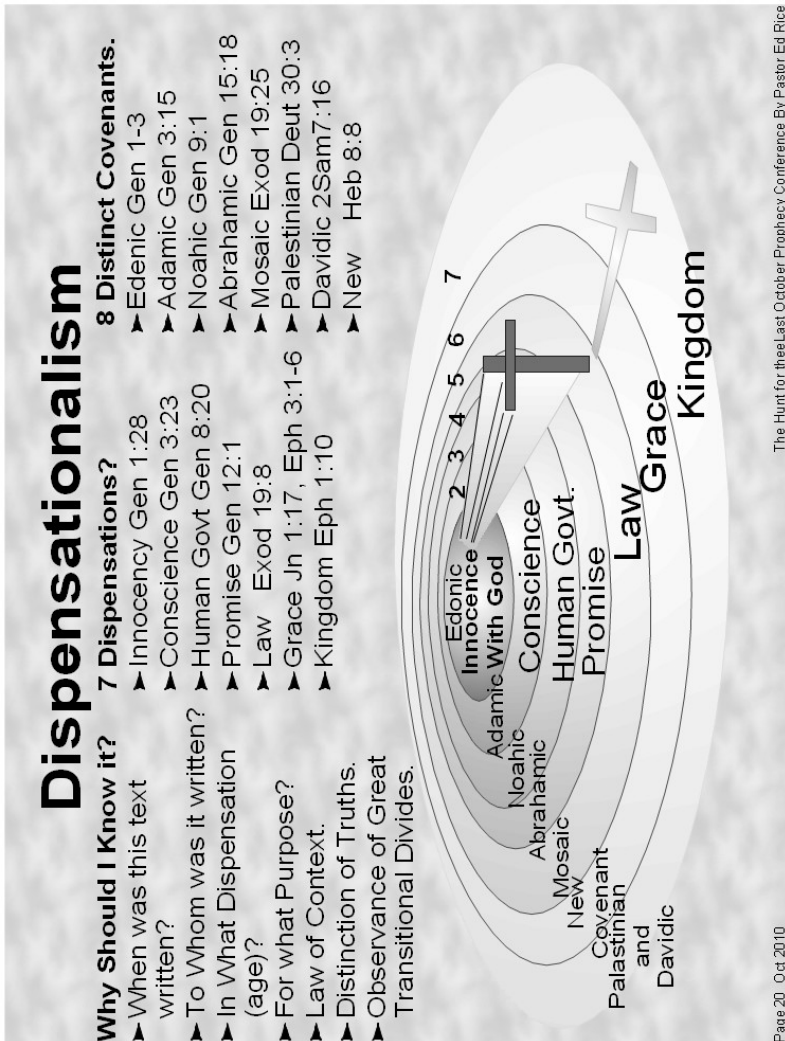 Dispensationalism
Why Should I Know it?
➤When was this text
written?
➤To Whom was it written?
➤In What Dispensation
(age)?
➤For what Purpose?
➤Law of Context.
➤Distinction of Truths.
➤Observance of Great
Transitional Divides.
7 Dispensations?
➤Innocency Gen 1:28
➤Conscience Gen 3:23
➤Human Govt Gen 8:20
➤Promise Gen 12:1
➤Law Exod 19:8
➤Grace Jn 1:17, Eph 3:1-6
➤Kingdom Eph 1:10
8 Distinct Covenants.
➤Edenic Gen 1-3
➤Adamic Gen 3:15
➤Noahic Gen 9:1
➤Abrahamic Gen 15:18
➤Mosaic Exod 19:25
➤Palestinian Deut 30:3
➤Davidic 2Sam7:16
➤New Heb 8:8
Edonic
Innocence
With God
Conscience
Human Govt.
Promise
Law
Grace
Kingdom
2
3
4
5
6
7
Adamic
Noahic
Abrahamic
Mosaic
New
Covenant
Palastinian
and
Davidic
Page 20 Oct 2010
The Hunt for theeLast October Prophecy Conference By Pastor Ed Rice